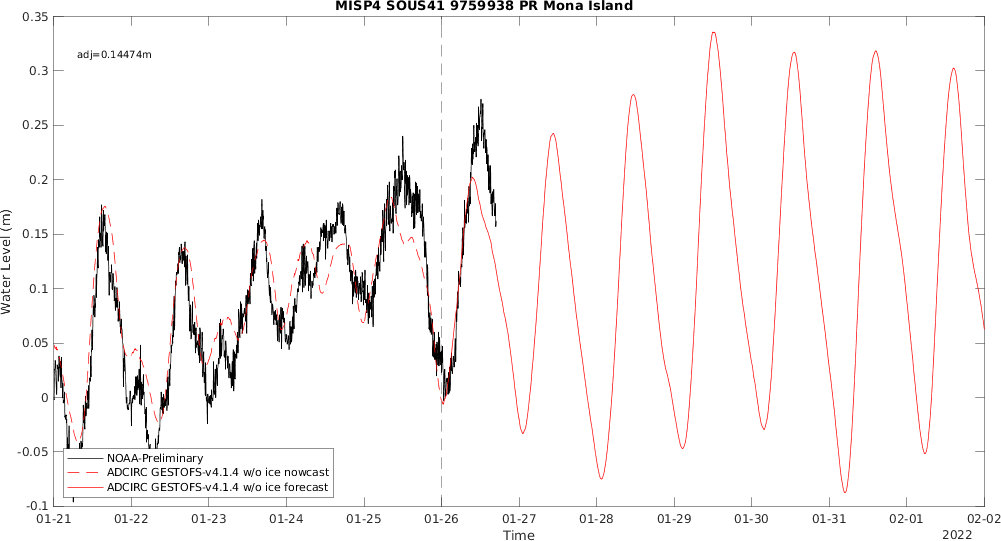 MISP4 SOUS41 9759938 PR Mona Island
adj=0.14474m
Water Level (m)
0.35
0.3
0.25
0.2
0.15
0.1
0.05
0
-0.05
-0.1
NOAA-Preliminary
ADCIRC GESTOFS-v4.1.4 w/o ice nowcast
ADCIRC GESTOFS-v4.1.4 w/o ice forecast
01-21 01-22 01-23 01-24 01-25 01-26 01-27 01-28 01-29 01-30 01-31 02-01 02-02
Time
2022